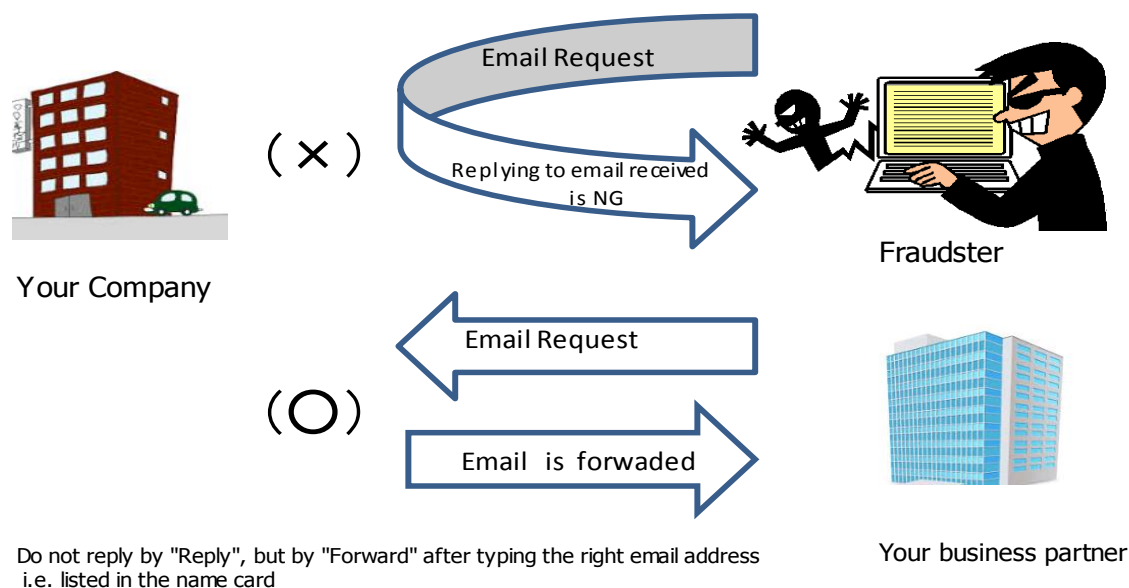 Email Request
(×)
Replying to email received
is NG
Fraudster
Your Company
Email Request
(○)
Email is forwaded
Do not reply by "Reply", but by "Forward" after typing the right email address
i.e. listed in the name card
Your business partner